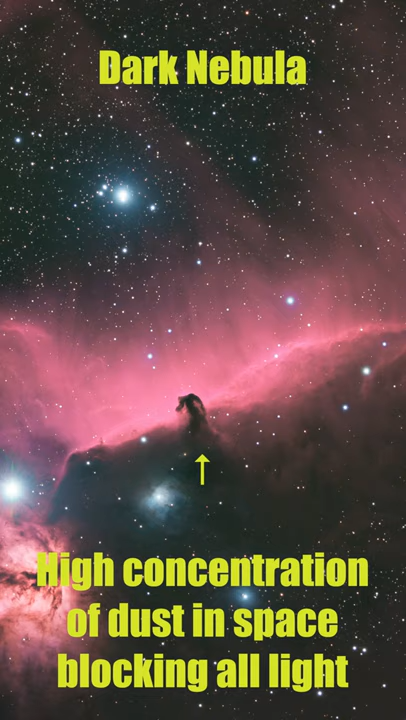 Dark Nebula
↑
High concentration
of dust in space
blocking all light